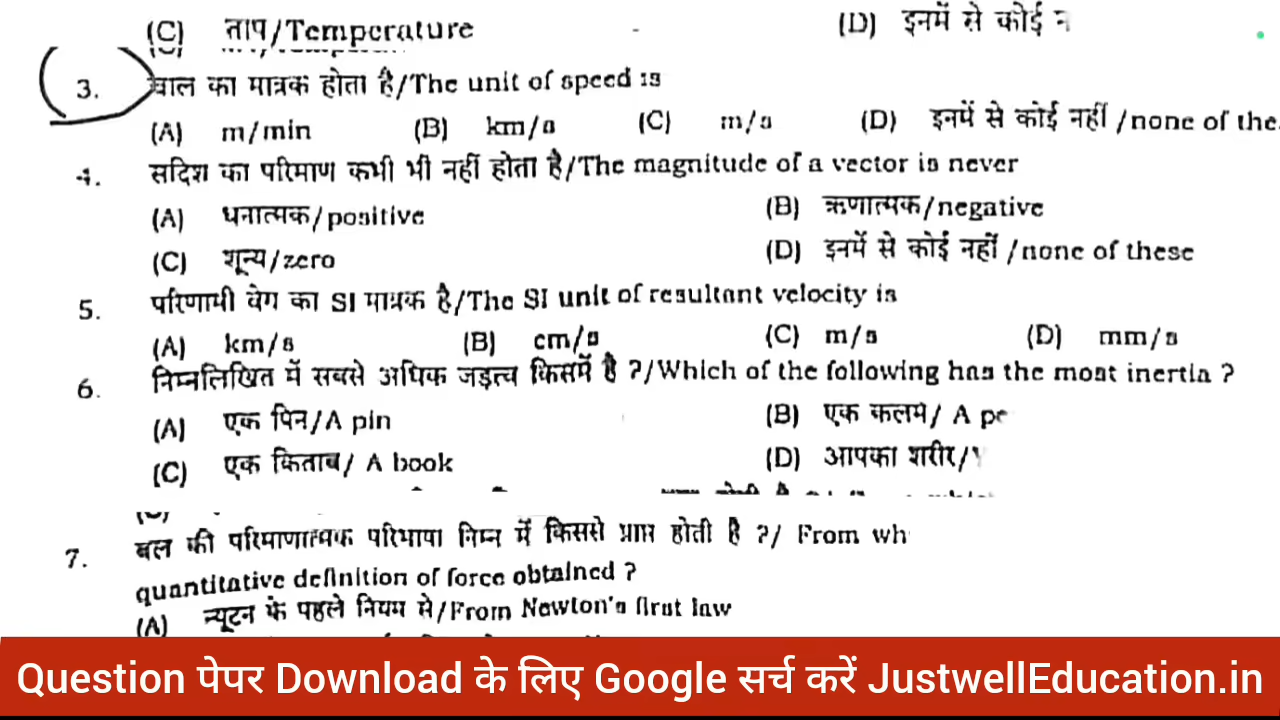 (C) ताप/Temperature (D) इनमें से कोई
3. चाल का मात्रक होता है/The unit of speed is
(A) m/min (B) km/s (C) m/s (D) इनमें से कोई नहीं /none of the
4. सदिश का परिमाण कभी भी नहीं होता है/The magnitude of a vector is never
(A) धनात्मक/positive (B) ऋणात्मक/negative
(C) शून्य/zero (D) इनमें से कोई नहीं /none of these
5. परिणामी वेग का SI मात्रक है/The SI unit of resultant velocity is
(A) km/s (B) cm/s (C) m/s (D) mm/s
6. निम्नलिखित में सबसे अधिक जड़त्व किसमें है ?/Which of the following has the most inertia ?
(A) एक पिन/A pin (B) एक कलम/ A pe
(C) एक किताब/ A book (D) आपका शरीर/
7. बल की परिमाणात्मक परिभाषा निम्न में किससे प्राप्त होती है ?/ From wh
quantitative definition of force obtained ?
(A) न्यूटन के पहले नियम से/From Newton's first law
Question पेपर Download के लिए Google सर्च करें JustwellEducation.in